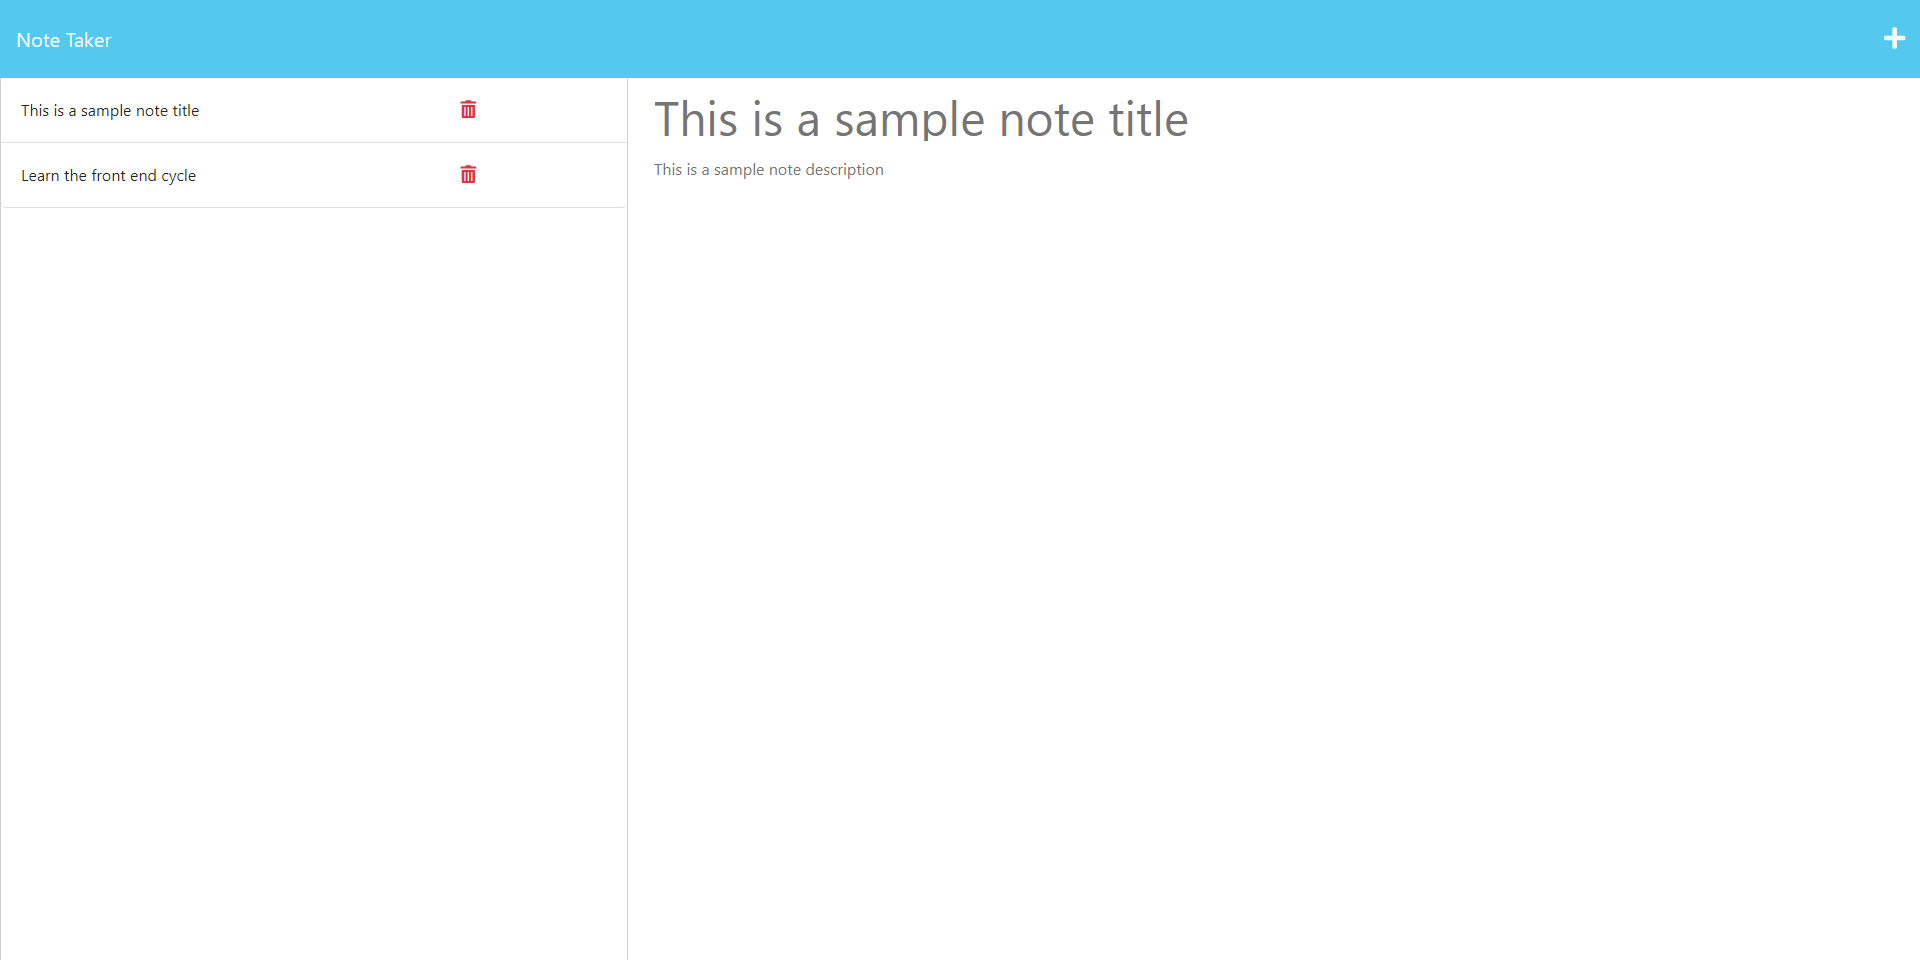 Note Taker
This is a sample note title
Learn the front end cycle
This is a sample note title
This is a sample note description